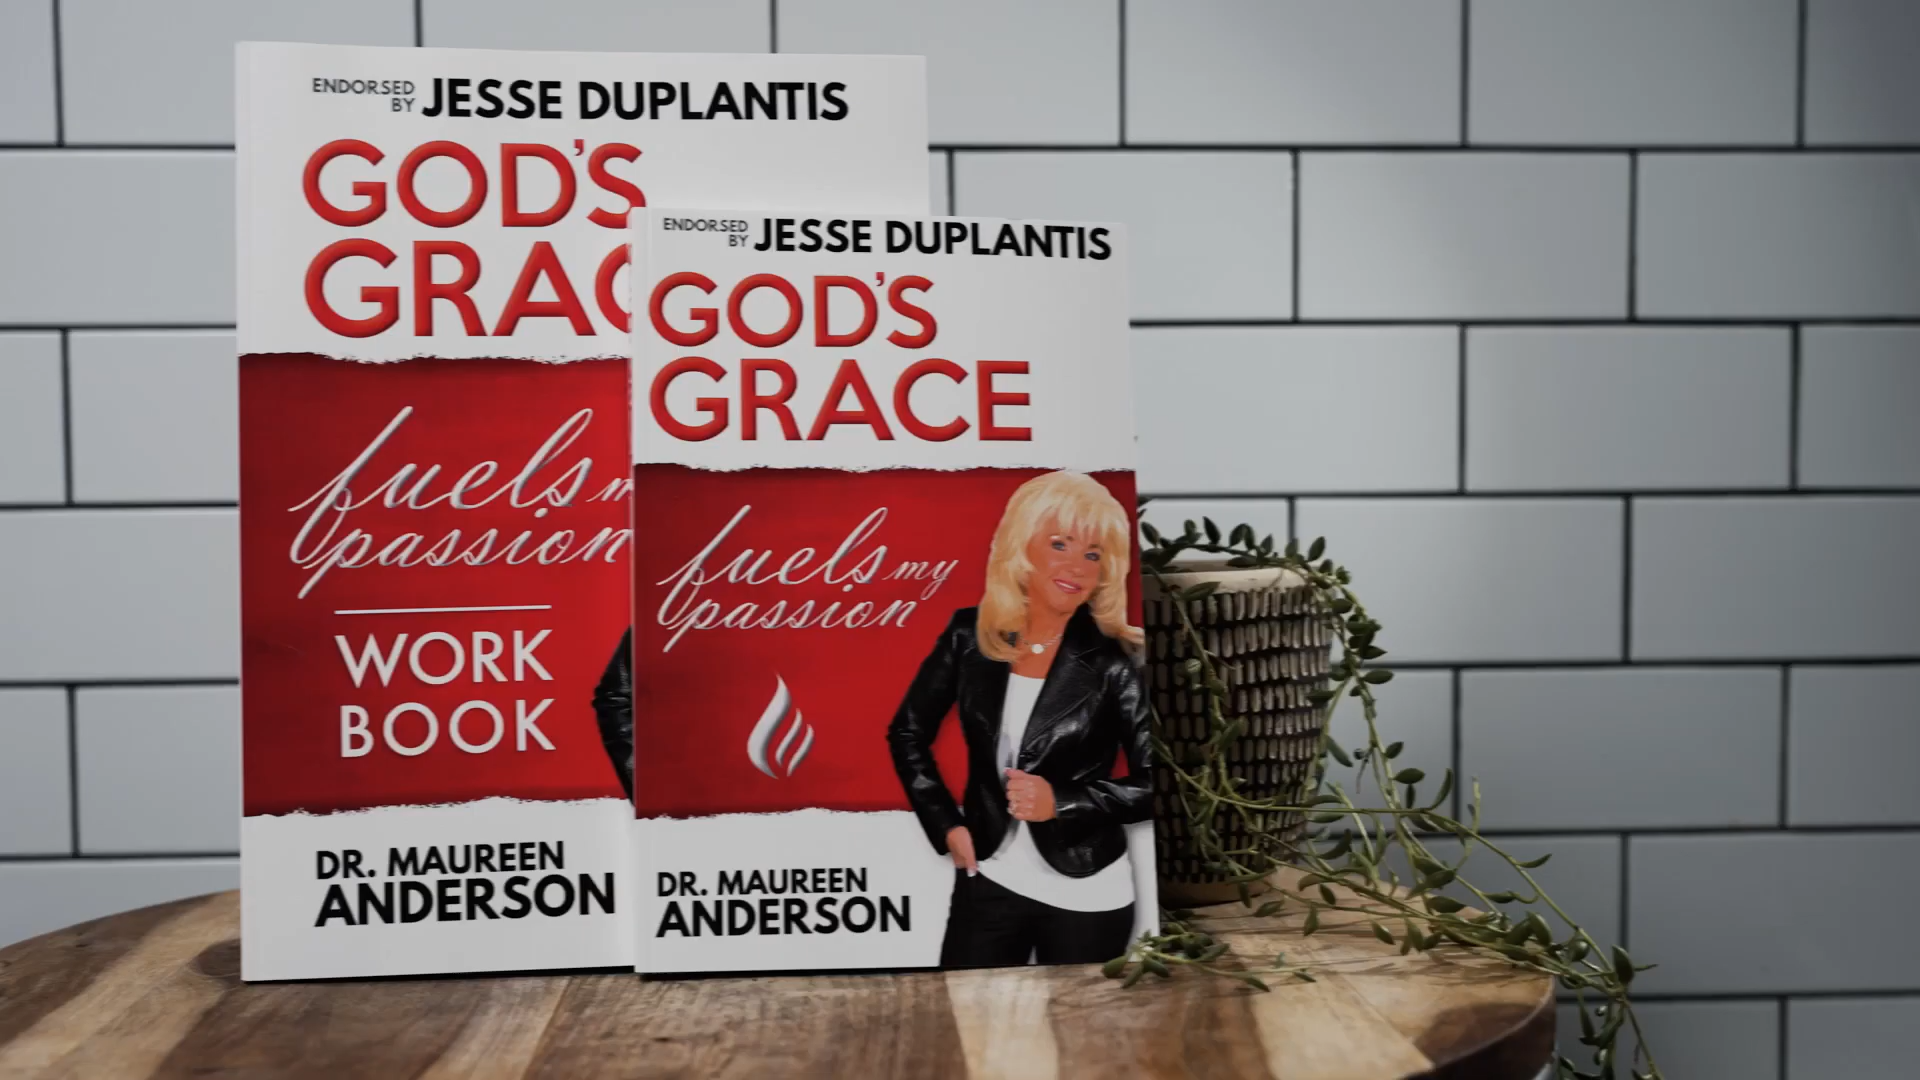 ENDORSED
BY JESSE DUPLANTIS
GOD'S
GRAC
fuels
passion
WORK
BOOK
DR. MAUREEN
ANDERSON
ENDORSED
BY JESSE DUPLANTIS
GOD'S
GRACE
fuels my
passion
DR. MAUREEN
ANDERSON